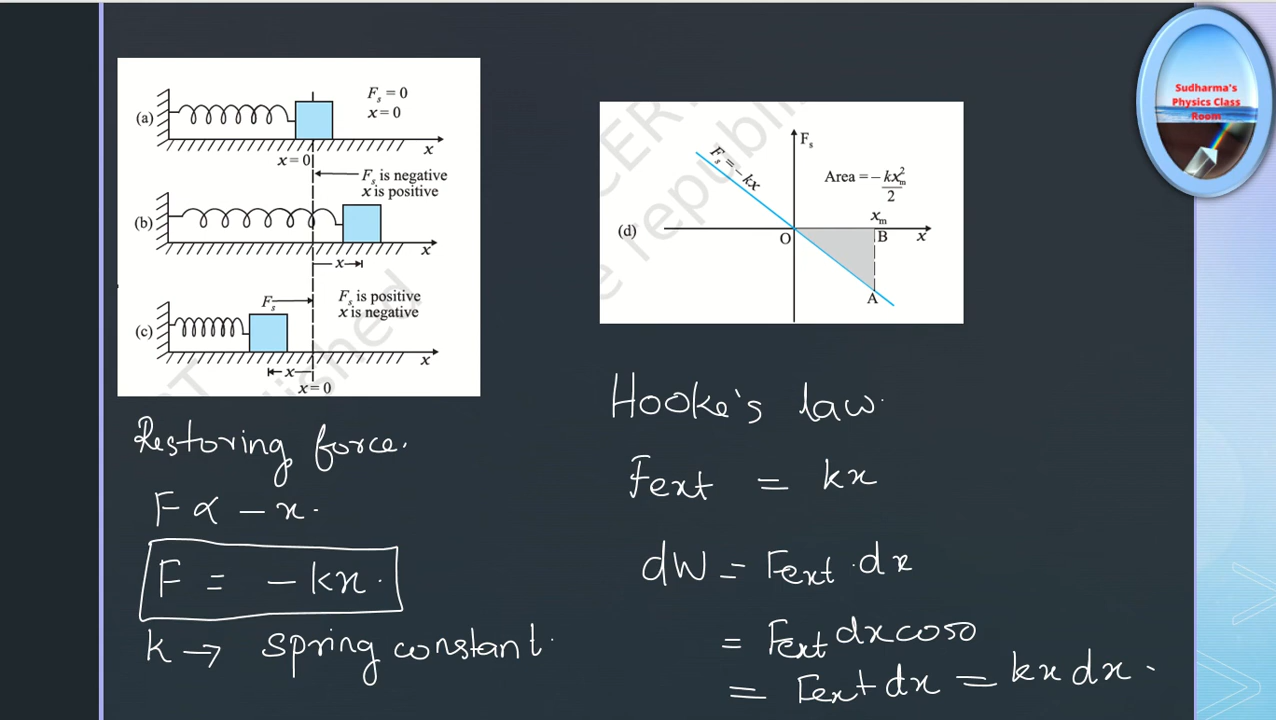 Sudharma's
Physics Class
Room
(a)
Fs = 0
x = 0
x
x = 0
Fs is negative
x is positive
(b)
x
x
Fs
Fs is positive
x is negative
(c)
x
x
x = 0
Fs
Fs = - kx
Area = - kx²m
2
xm
(d)
O
B
x
A
Restoring force.
F ∝ - x.
F = - kx.
k → spring constant.
Hooke's law.
Fext = kx
dW = Fext . dx
= Fext dx cos0
= Fext dx = kx dx.